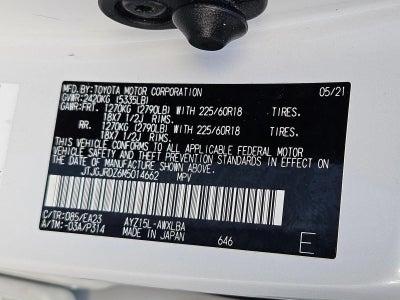 MFD.BY:TOYOTA MOTOR CORPORATION 05/21
GVWR:2420KG (5335LB)
GAWR:FRT. 1270KG (2790LB) WITH 225/60R18 TIRES.
18X7 1/2J RIMS.
RR. 1270KG (2790LB) WITH 225/60R18 TIRES.
18X7 1/2J RIMS.
THIS VEHICLE CONFORMS TO ALL APPLICABLE FEDERAL MOTOR
VEHICLE SAFETY AND THEFT PREVENTION STANDARDS IN EFFECT ON
THE DATE OF MANUFACTURE SHOWN ABOVE.
JTJGJRDZ6M5014662 MPV
C/TR:085/EA23 AYZ15L-AWXLBA
A/TM:-03A/P314 MADE IN JAPAN 646 E